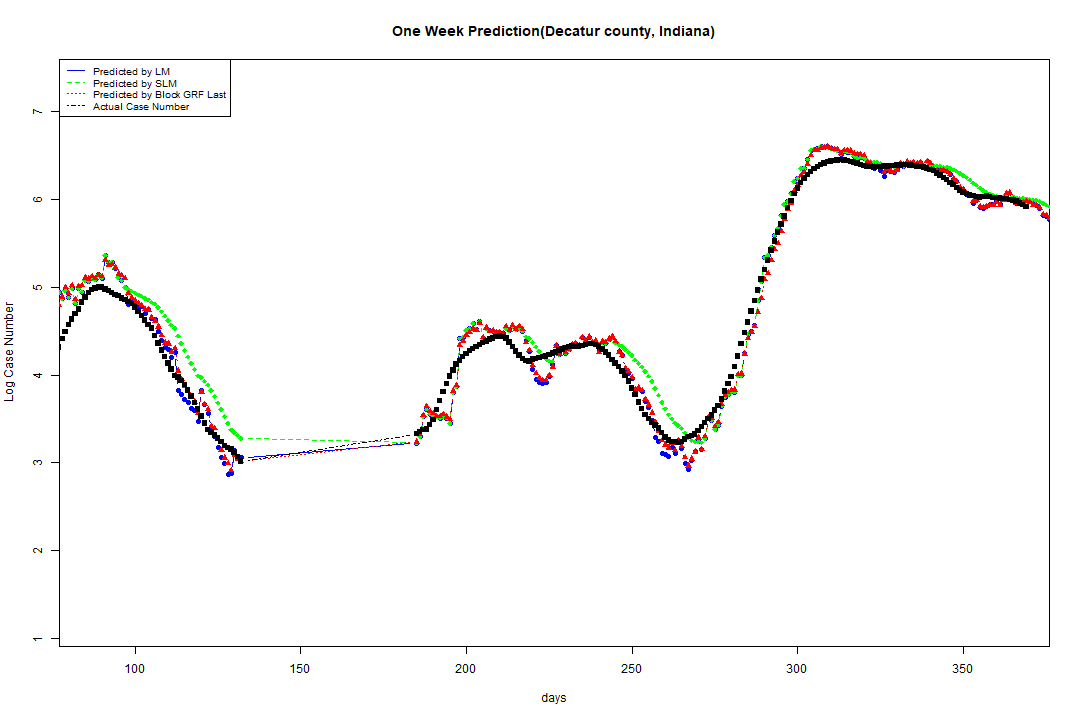 One Week Prediction(Decatur county, Indiana)
Predicted by LM
Predicted by SLM
Predicted by Block GRF Last
Actual Case Number
7
6
5
4
3
2
1
Log Case Number
100 150 200 250 300 350
days